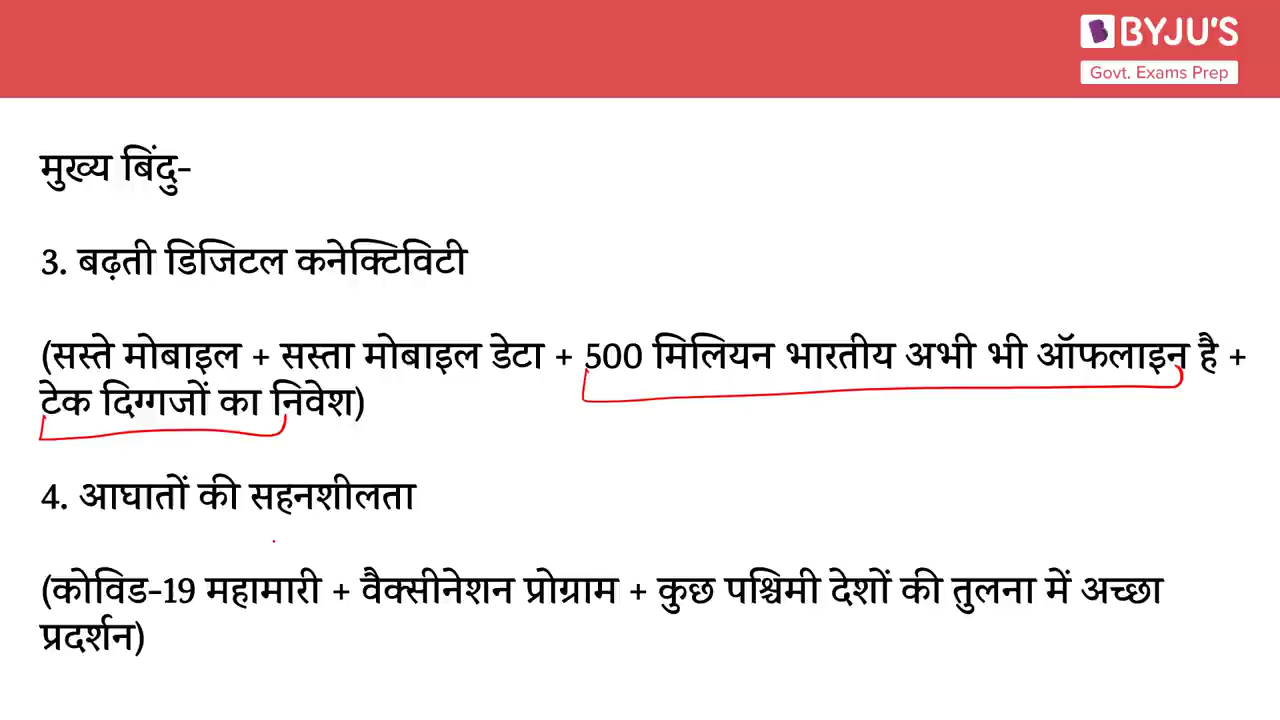 BYJU'S
Govt. Exams Prep
मुख्य बिंदु-
3. बढ़ती डिजिटल कनेक्टिविटी
(सस्ते मोबाइल + सस्ता मोबाइल डेटा + 500 मिलियन भारतीय अभी भी ऑफलाइन है +
टेक दिग्गजों का निवेश)
4. आघातों की सहनशीलता
(कोविड-19 महामारी + वैक्सीनेशन प्रोग्राम + कुछ पश्चिमी देशों की तुलना में अच्छा
प्रदर्शन)